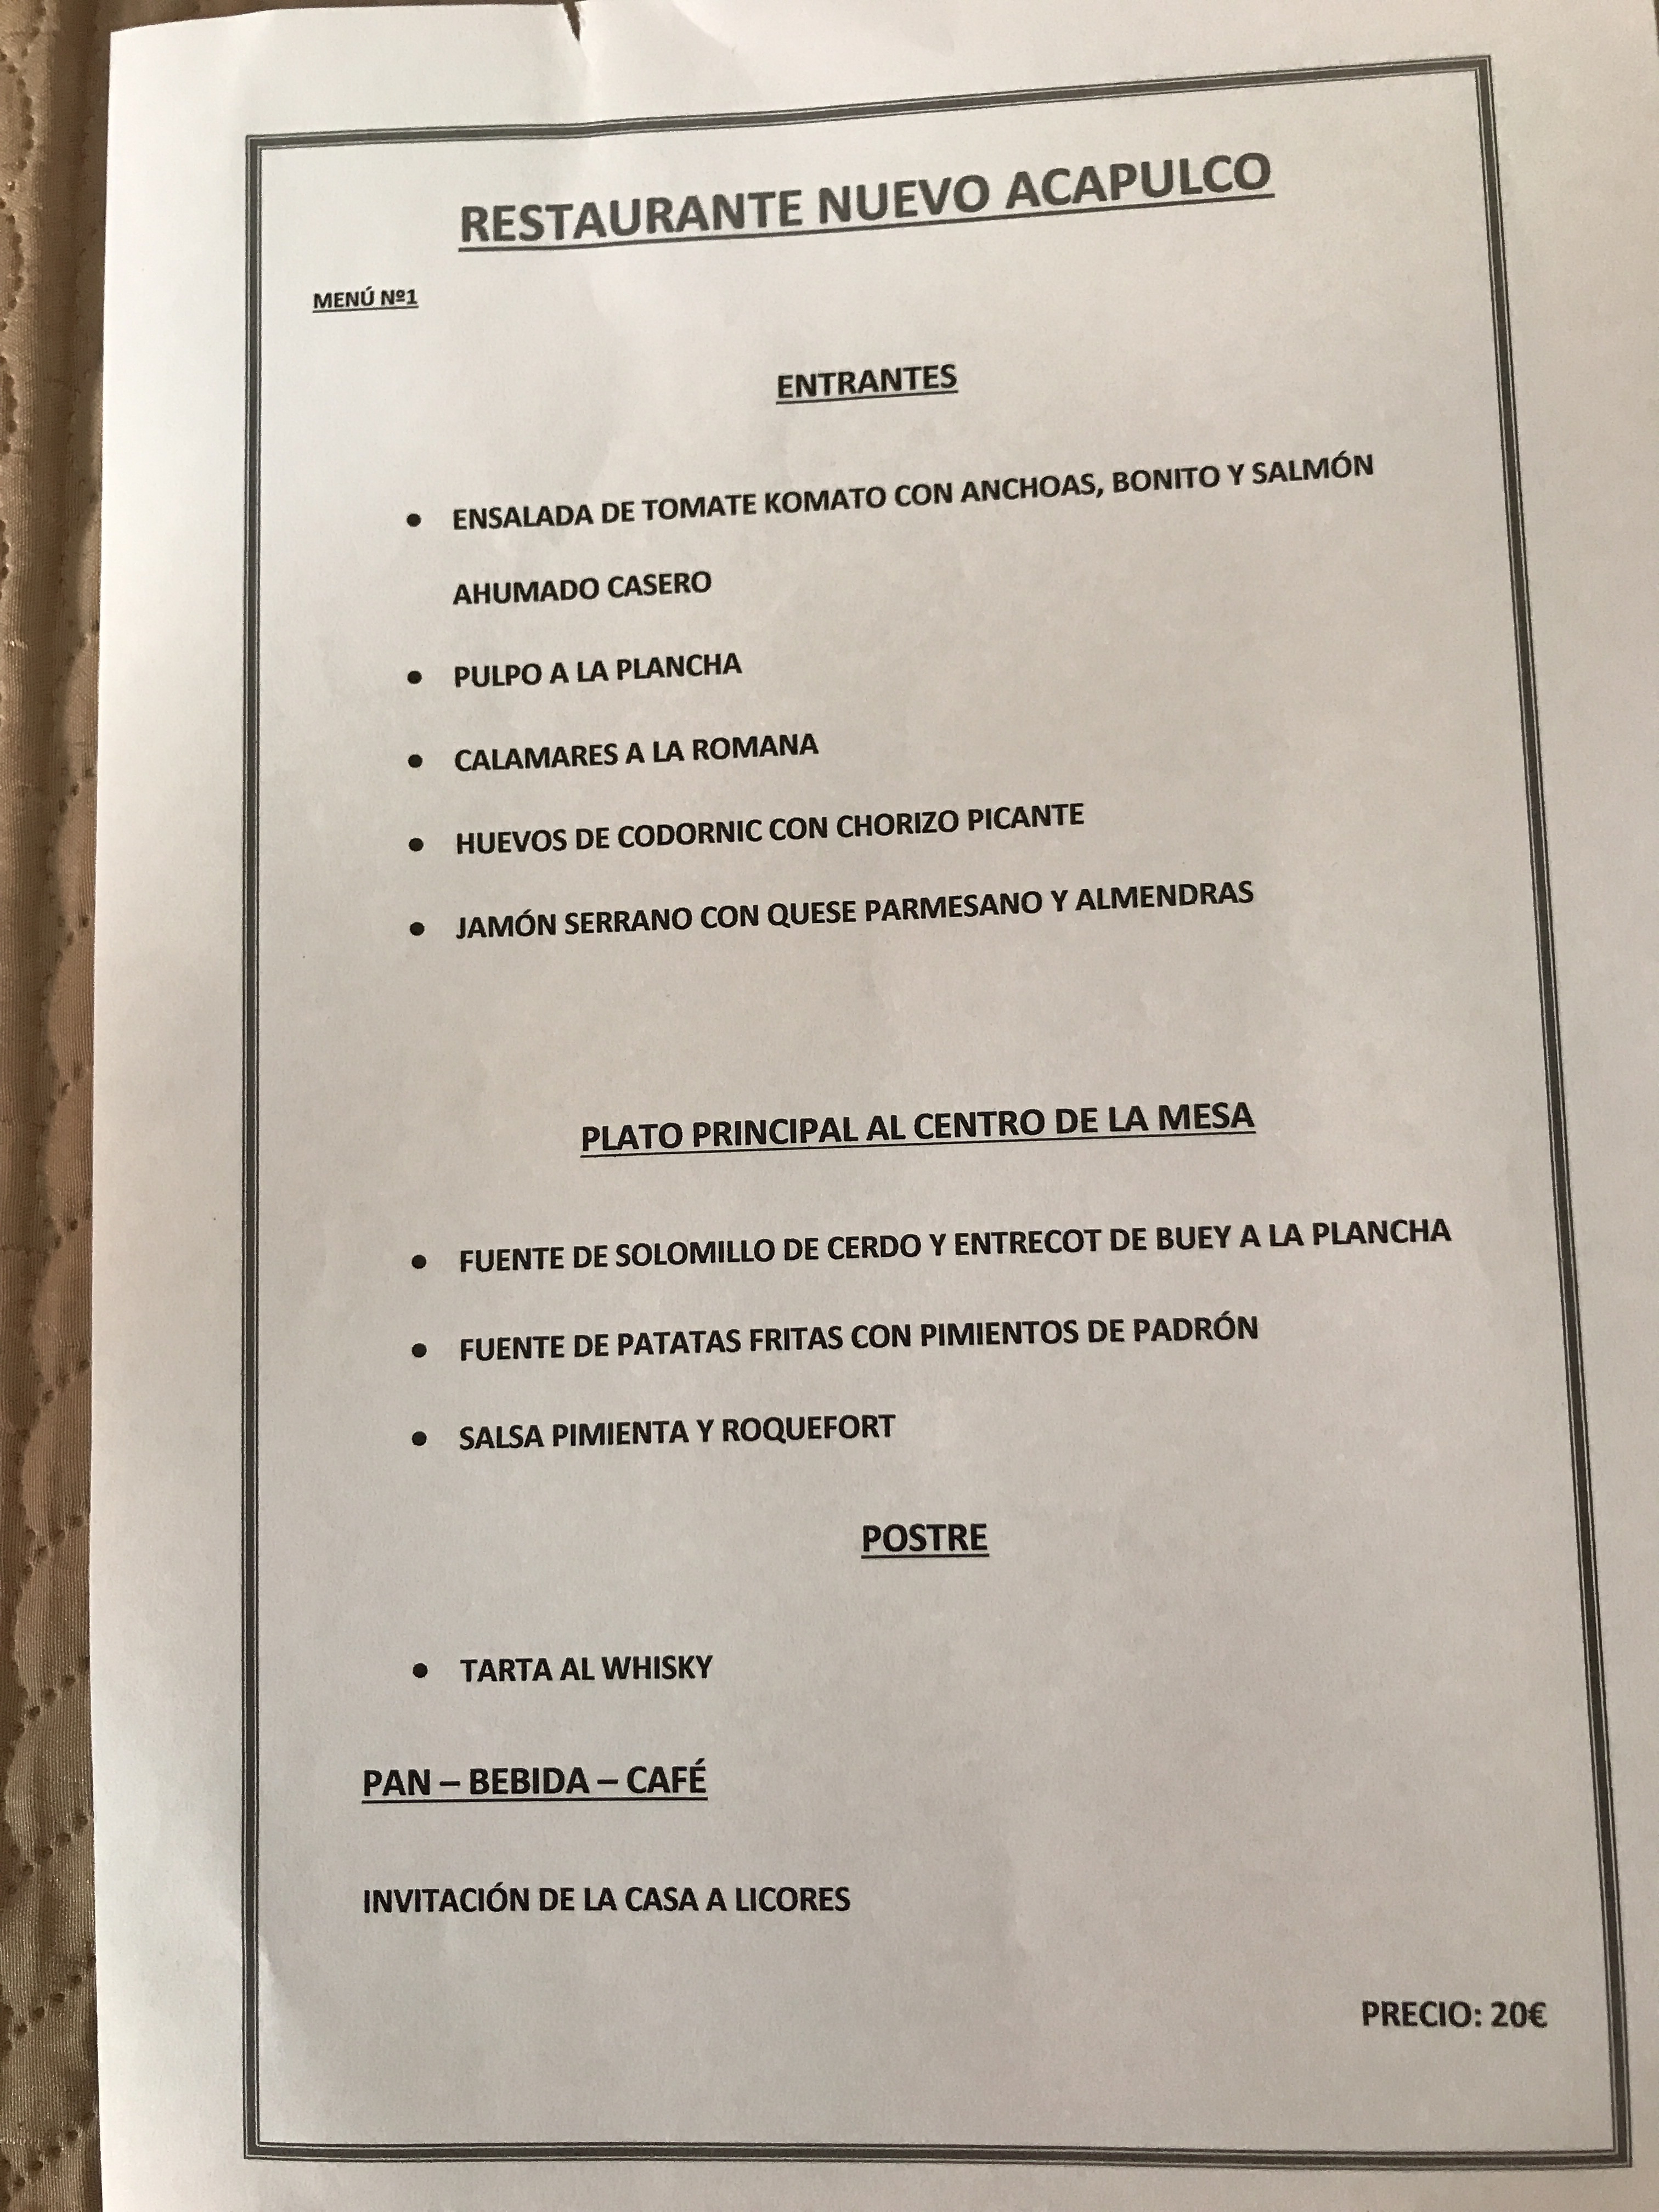 RESTAURANTE NUEVO ACAPULCO
MENÚ Nº1
ENTRANTES
• ENSALADA DE TOMATE KOMATO CON ANCHOAS, BONITO Y SALMÓN
AHUMADO CASERO
• PULPO A LA PLANCHA
• CALAMARES A LA ROMANA
• HUEVOS DE CODORNIC CON CHORIZO PICANTE
• JAMÓN SERRANO CON QUESE PARMESANO Y ALMENDRAS
PLATO PRINCIPAL AL CENTRO DE LA MESA
• FUENTE DE SOLOMILLO DE CERDO Y ENTRECOT DE BUEY A LA PLANCHA
• FUENTE DE PATATAS FRITAS CON PIMIENTOS DE PADRÓN
• SALSA PIMIENTA Y ROQUEFORT
POSTRE
• TARTA AL WHISKY
PAN – BEBIDA – CAFÉ
INVITACIÓN DE LA CASA A LICORES
PRECIO: 20€